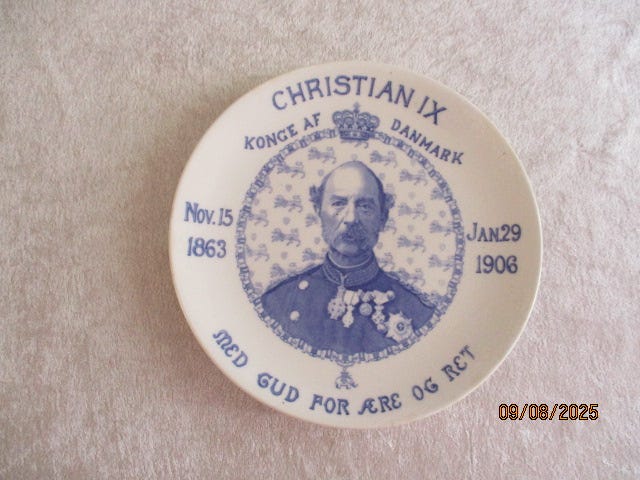 CHRISTIAN IX
KONGE AF DANMARK
Nov. 15
1863
JAN. 29
1906
MED GUD FOR ÆRE OG RET
09/08/2025